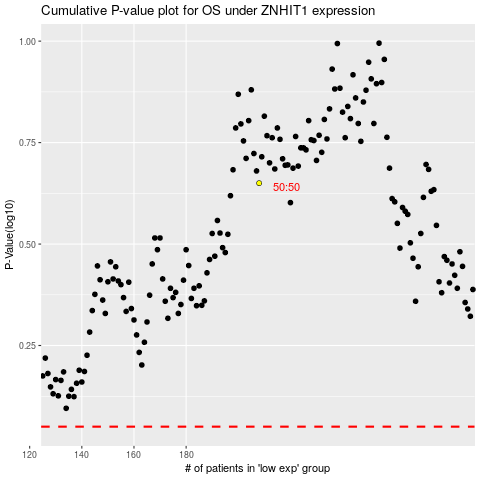 Cumulative P-value plot for OS under ZNHIT1 expression
P-Value(log10)
1.00
0.75
0.50
0.25
50:50
120 140 160 180
# of patients in 'low exp' group